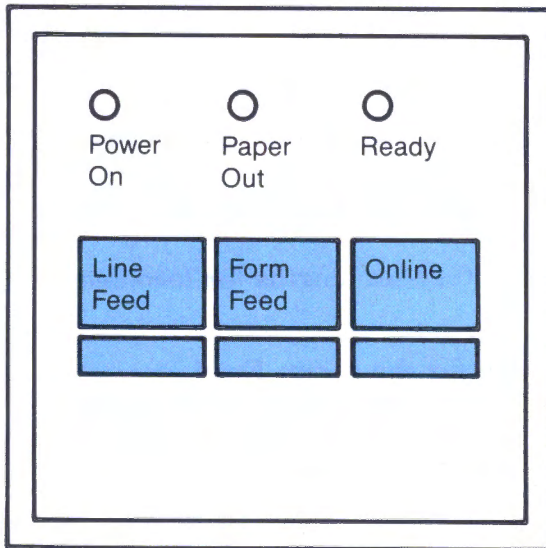 Power On
Paper Out
Ready
Line Feed
Form Feed
Online